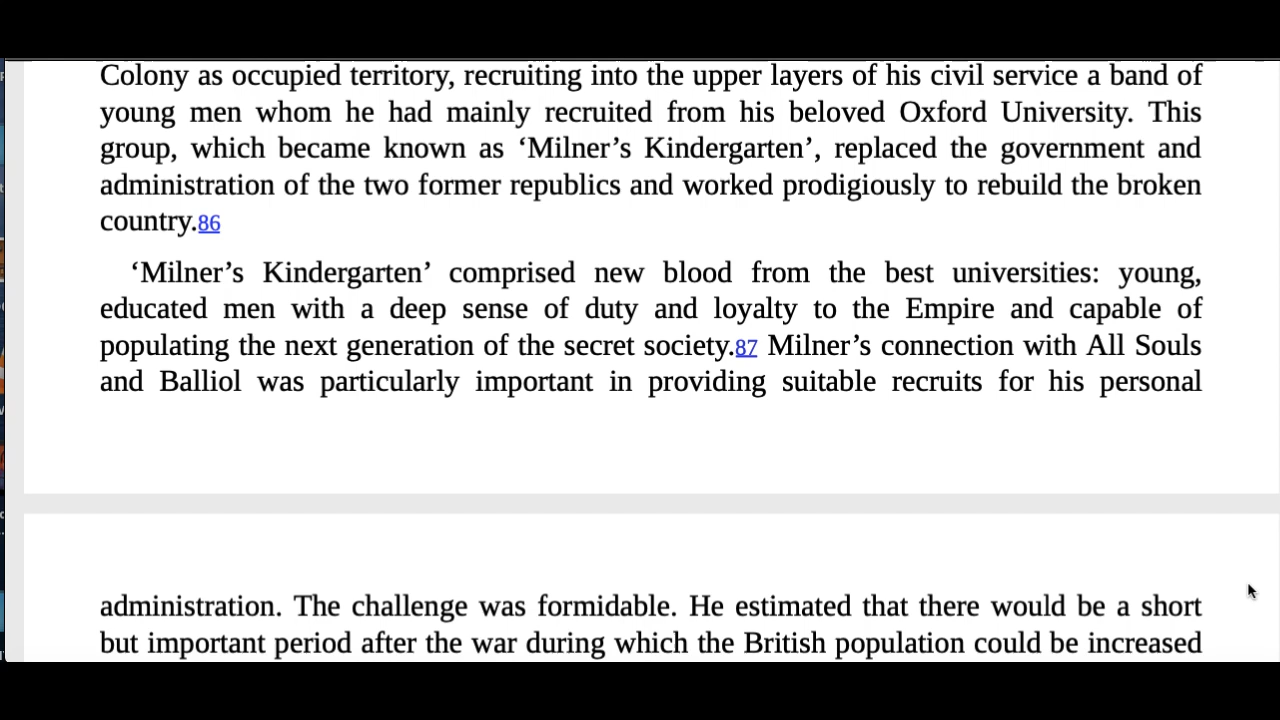 Colony as occupied territory, recruiting into the upper layers of his civil service a band of
young men whom he had mainly recruited from his beloved Oxford University. This
group, which became known as ‘Milner’s Kindergarten’, replaced the government and
administration of the two former republics and worked prodigiously to rebuild the broken
country.86
‘Milner’s Kindergarten’ comprised new blood from the best universities: young,
educated men with a deep sense of duty and loyalty to the Empire and capable of
populating the next generation of the secret society.87 Milner’s connection with All Souls
and Balliol was particularly important in providing suitable recruits for his personal
administration. The challenge was formidable. He estimated that there would be a short
but important period after the war during which the British population could be increased